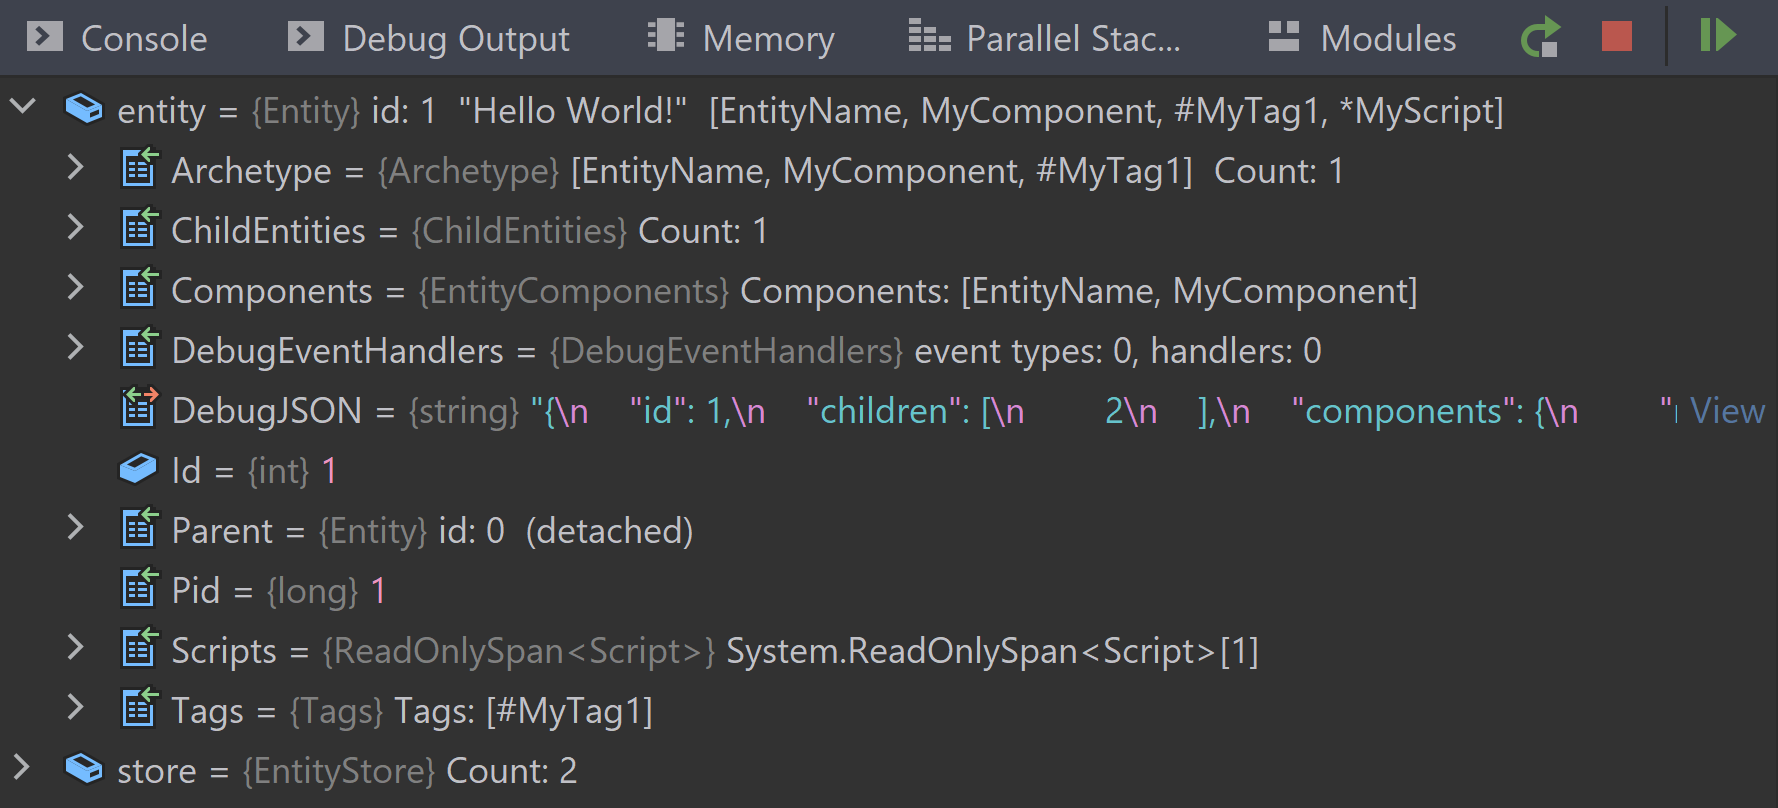 Console Debug Output Memory Parallel Stac... Modules
entity = {Entity} id: 1 "Hello World!" [EntityName, MyComponent, #MyTag1, *MyScript]
Archetype = {Archetype} [EntityName, MyComponent, #MyTag1] Count: 1
ChildEntities = {ChildEntities} Count: 1
Components = {EntityComponents} Components: [EntityName, MyComponent]
DebugEventHandlers = {DebugEventHandlers} event types: 0, handlers: 0
DebugJSON = {string} "{\n "id": 1,\n "children": [\n 2\n ],\n "components": {\n " View
Id = {int} 1
Parent = {Entity} id: 0 (detached)
Pid = {long} 1
Scripts = {ReadOnlySpan<Script>} System.ReadOnlySpan<Script>[1]
Tags = {Tags} Tags: [#MyTag1]
store = {EntityStore} Count: 2